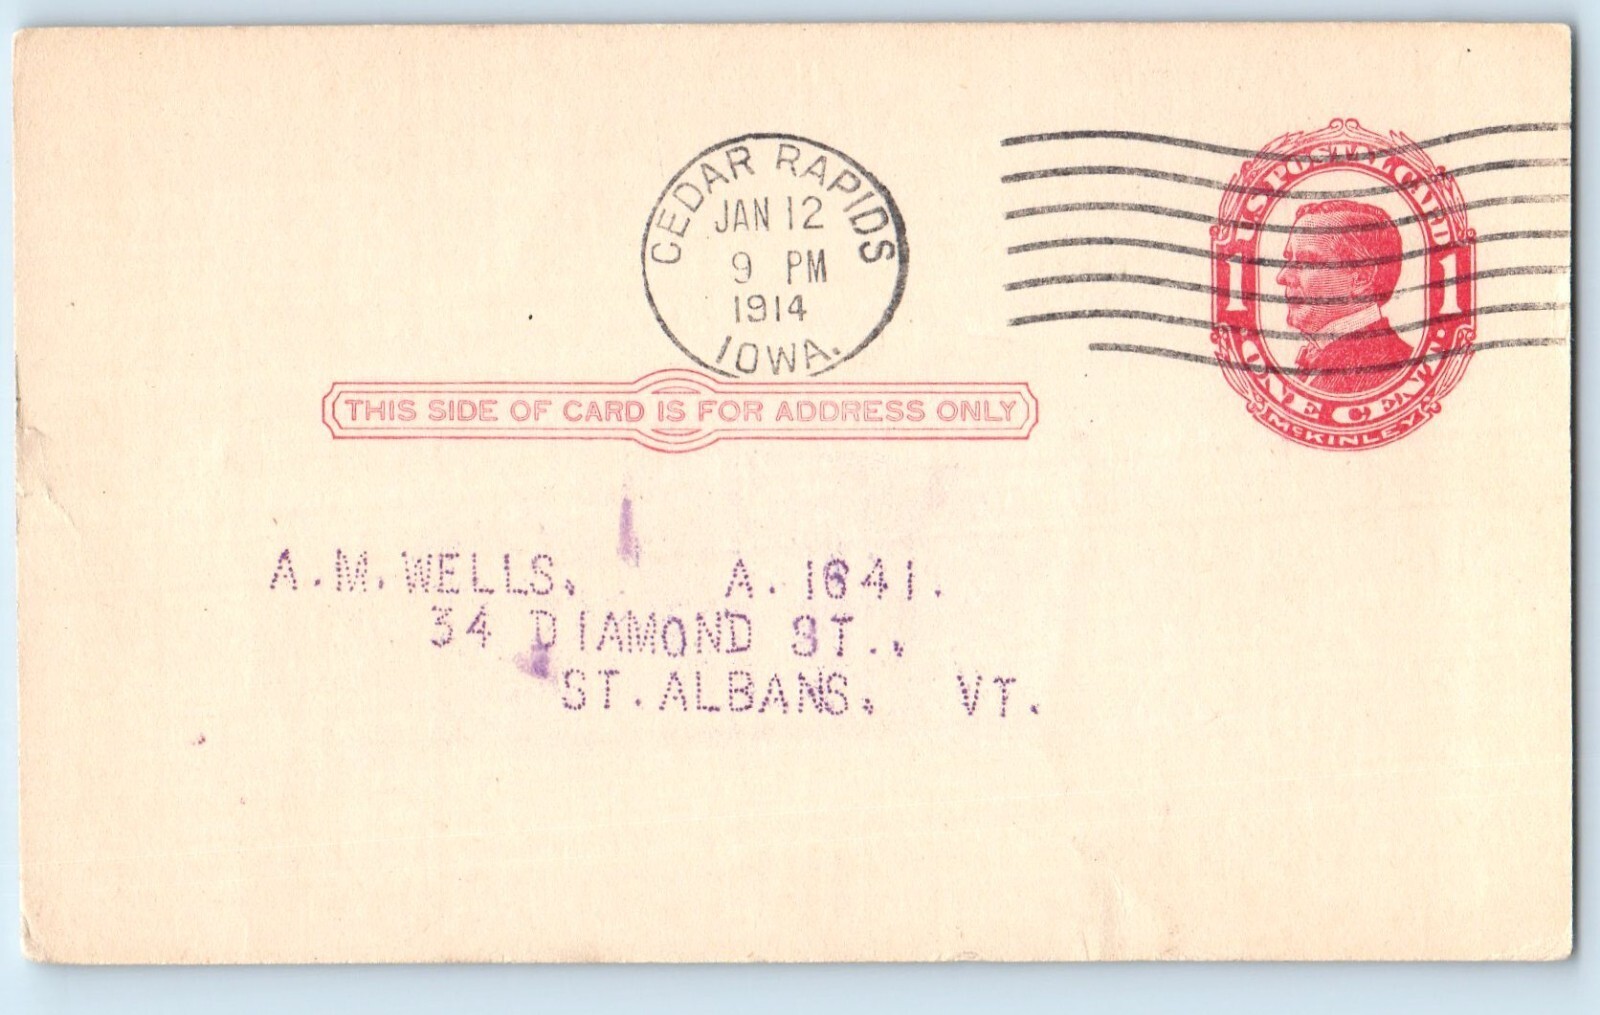 CEDAR RAPIDS
JAN 12
9 PM
1914
IOWA.
U.S. POSTAL CARD
1 1
ONE CENT
McKINLEY
THIS SIDE OF CARD IS FOR ADDRESS ONLY
A.M. WELLS, A. 1641.
34 DIAMOND ST.,
ST. ALBANS, VT.